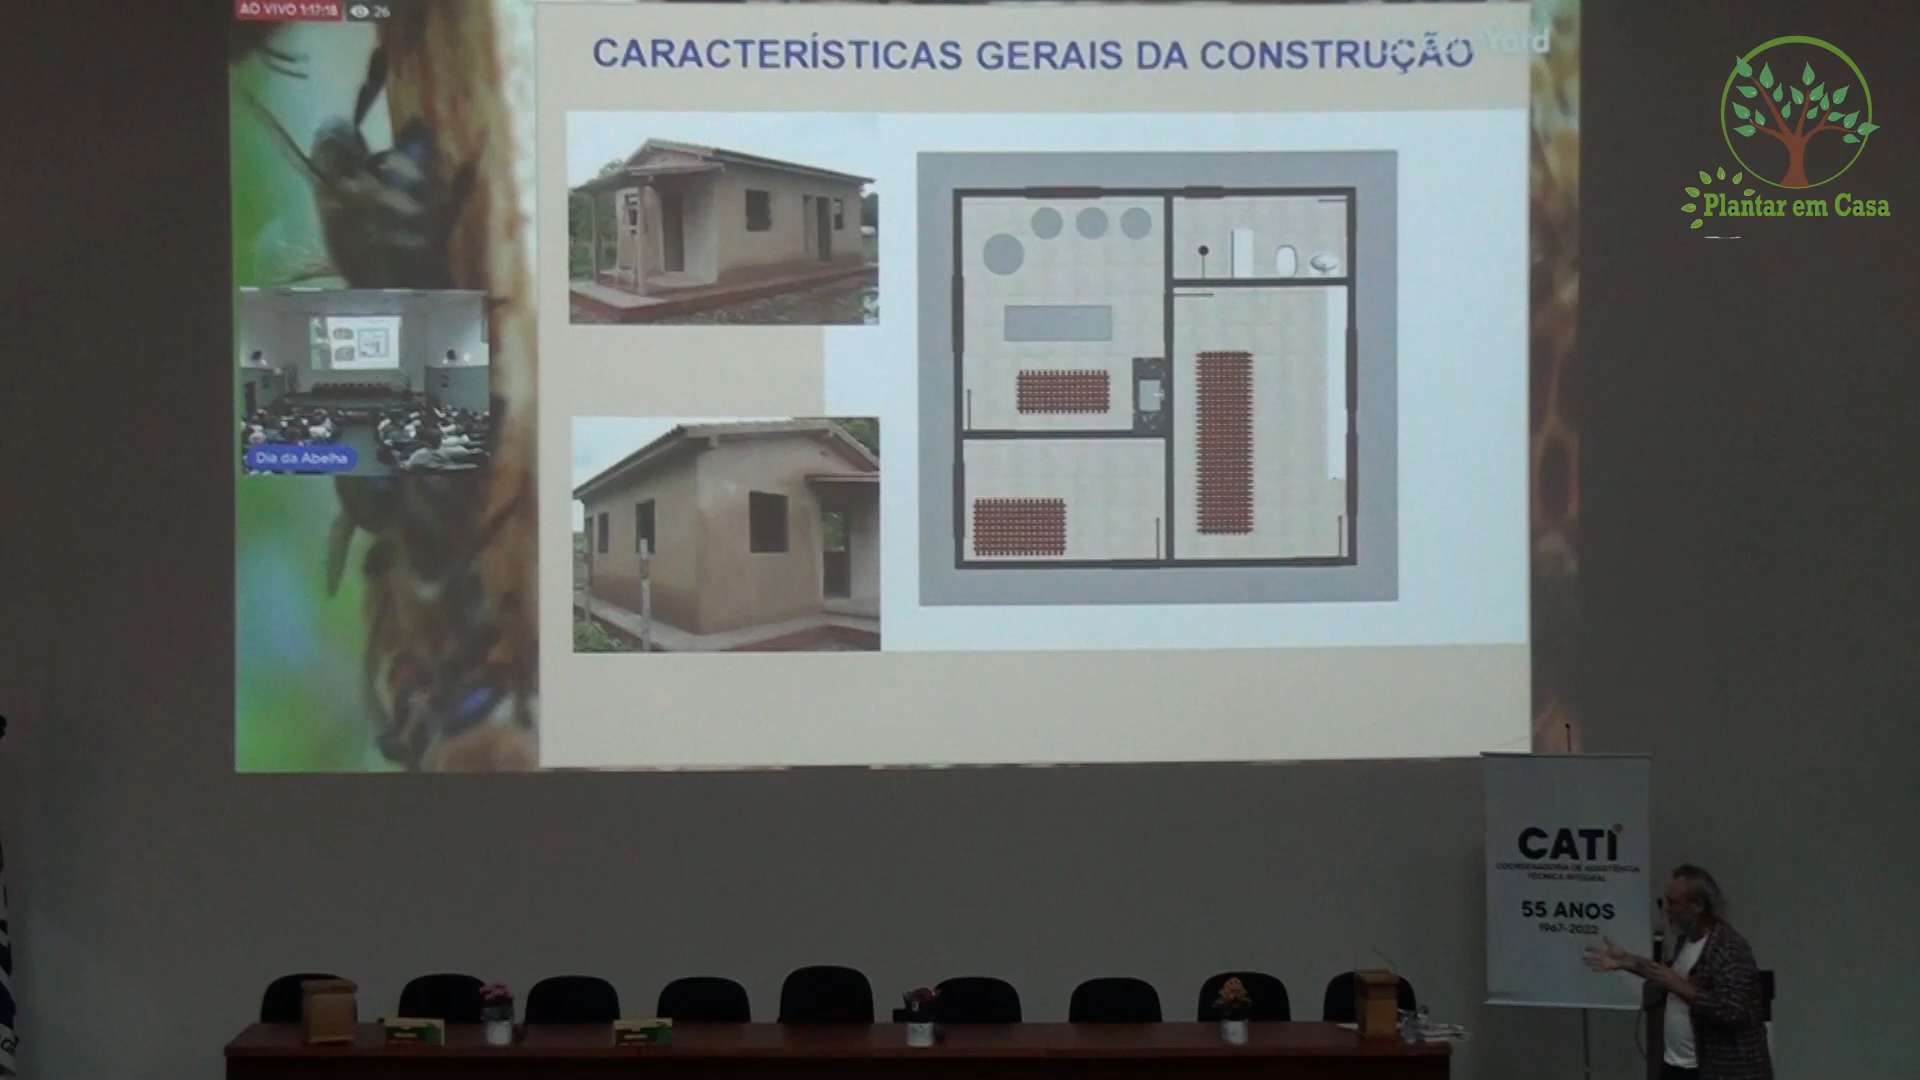 AO VIVO 1:17:18 26
CARACTERÍSTICAS GERAIS DA CONSTRUÇÃO
Plantar em Casa
Dia da Abelha
CATI
COORDENADORIA DE ASSISTÊNCIA
TÉCNICA INTEGRAL
55 ANOS
1967-2022